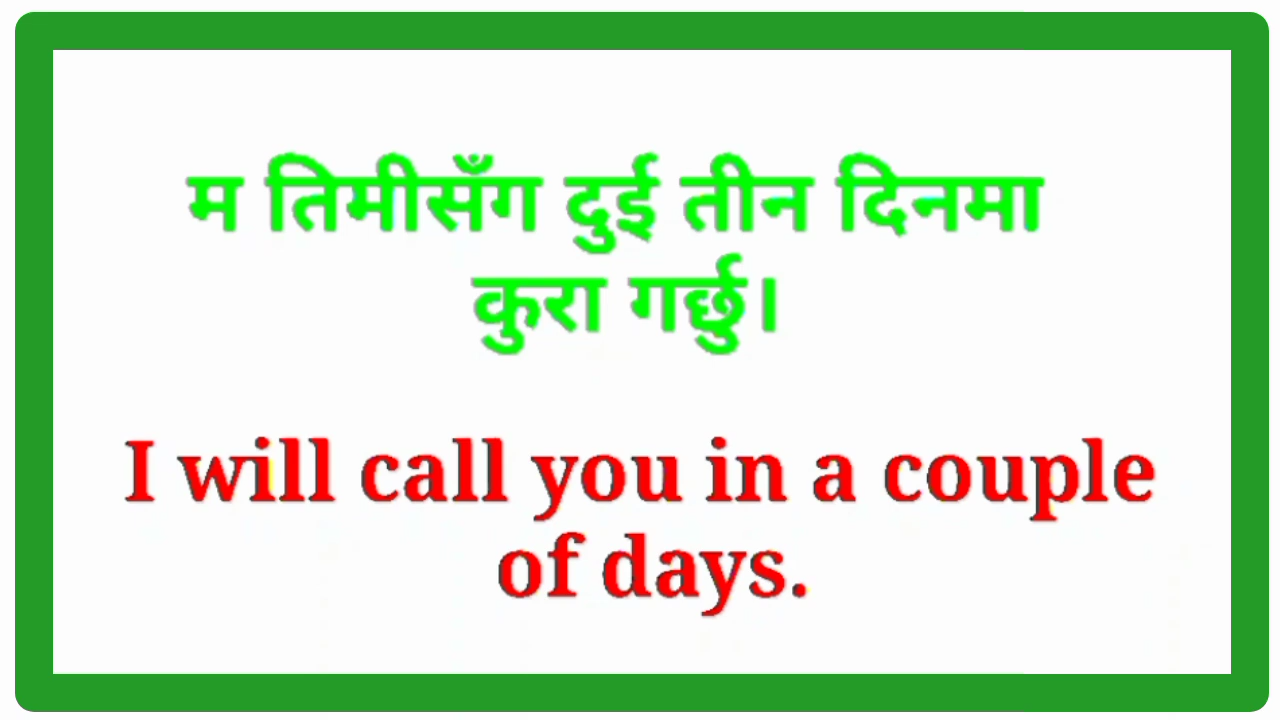 म तिमीसँग दुई तीन दिनमा
कुरा गर्छु।
I will call you in a couple
of days.